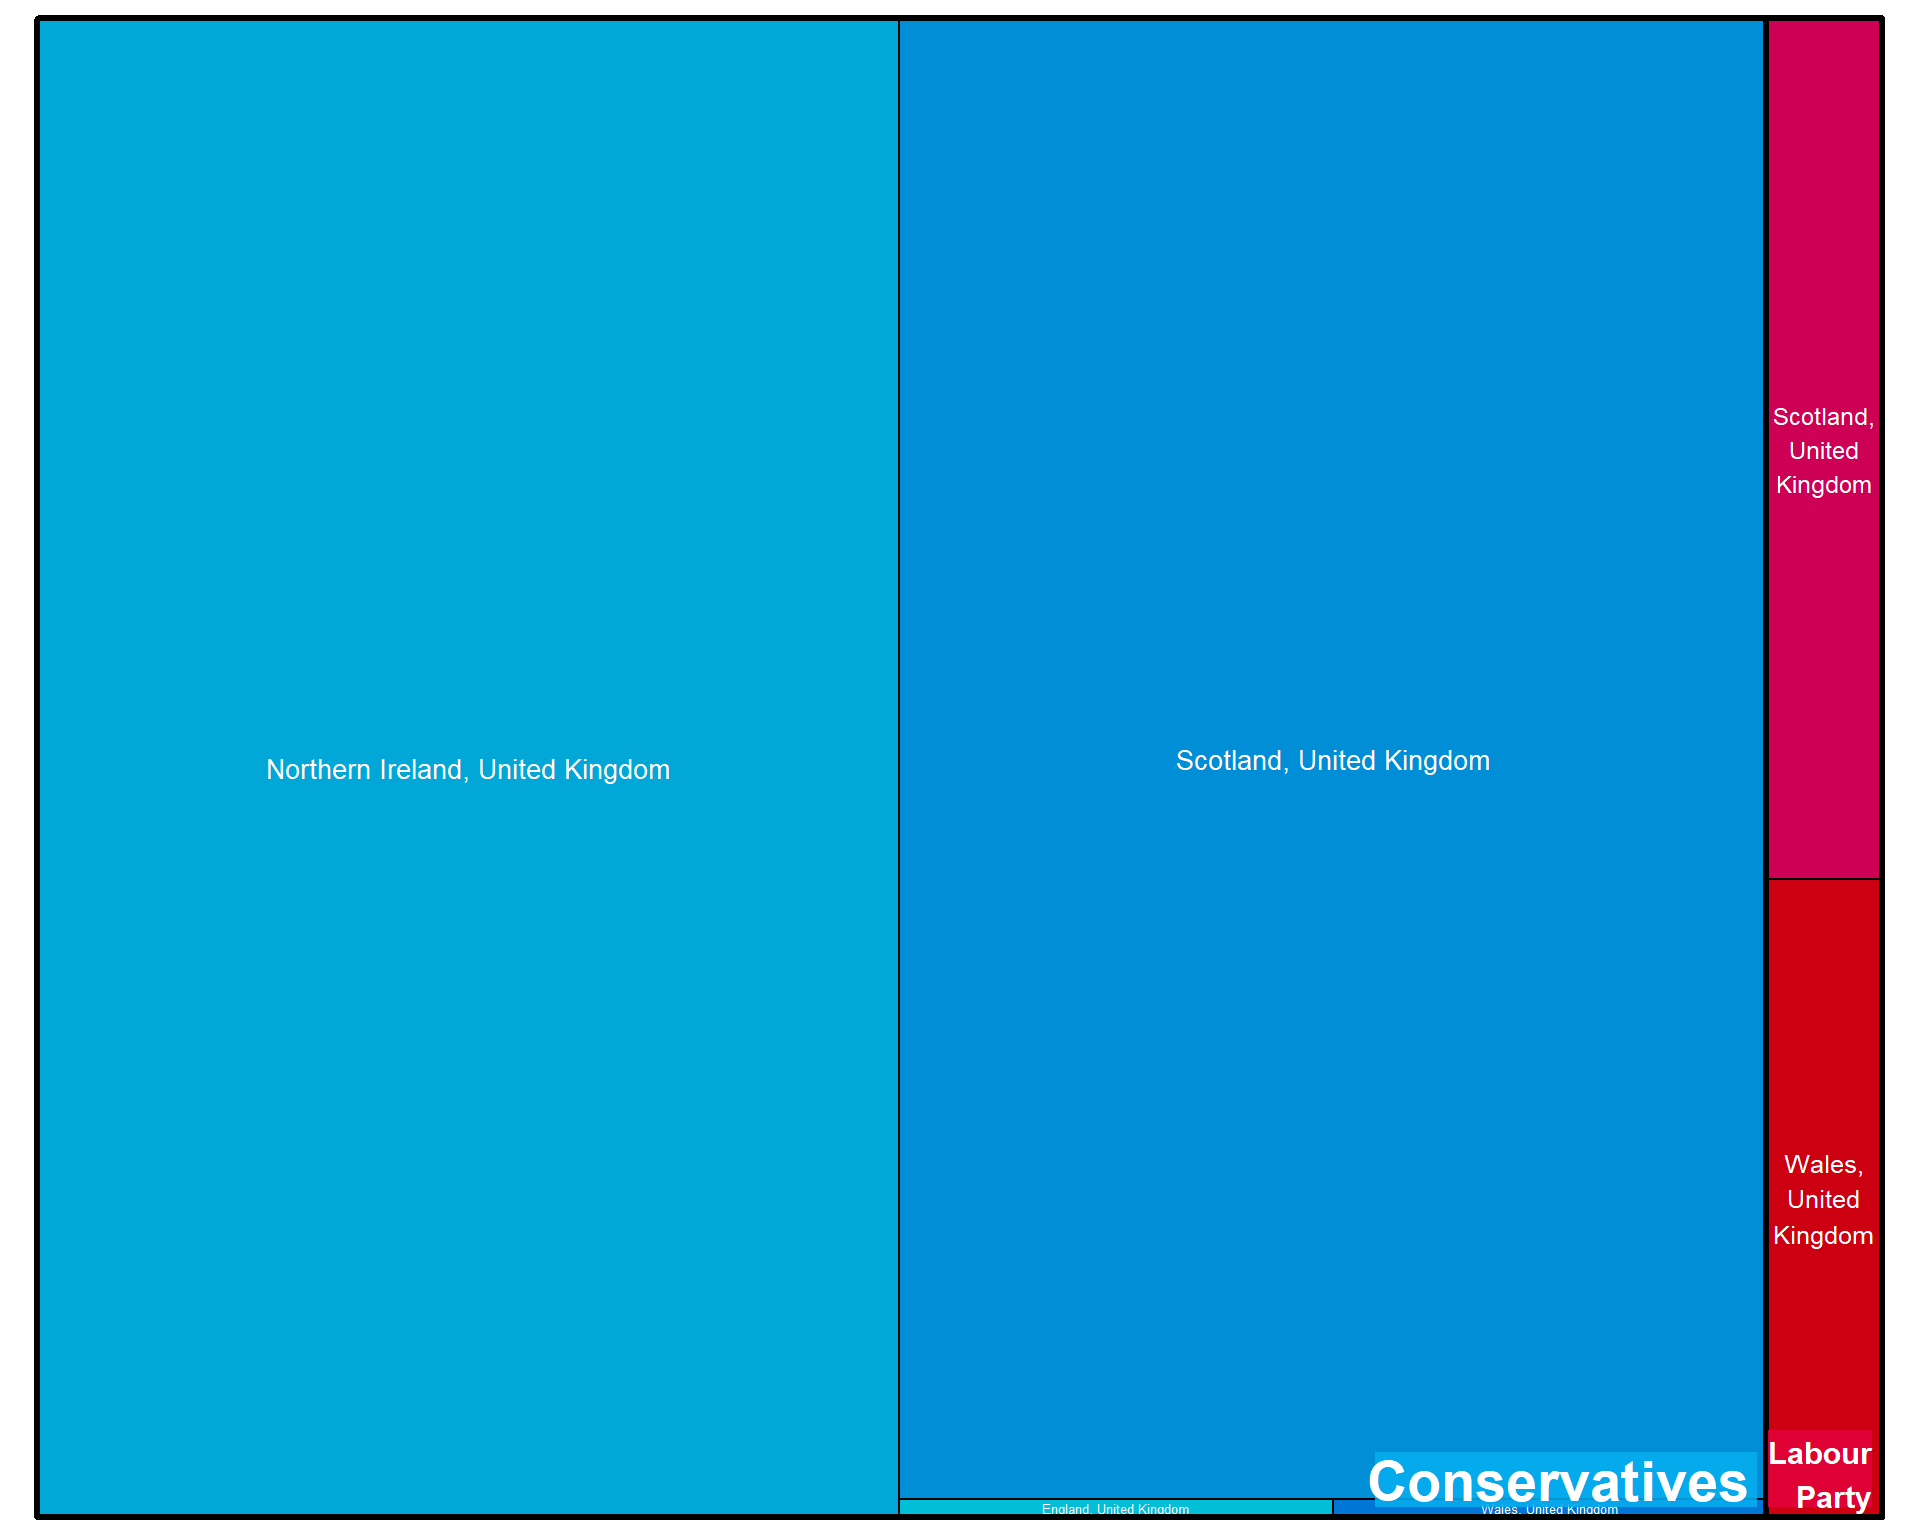 Northern Ireland, United Kingdom
Scotland, United Kingdom
England, United Kingdom
Wales, United Kingdom
Conservatives
Scotland,
United
Kingdom
Wales,
United
Kingdom
Labour
Party